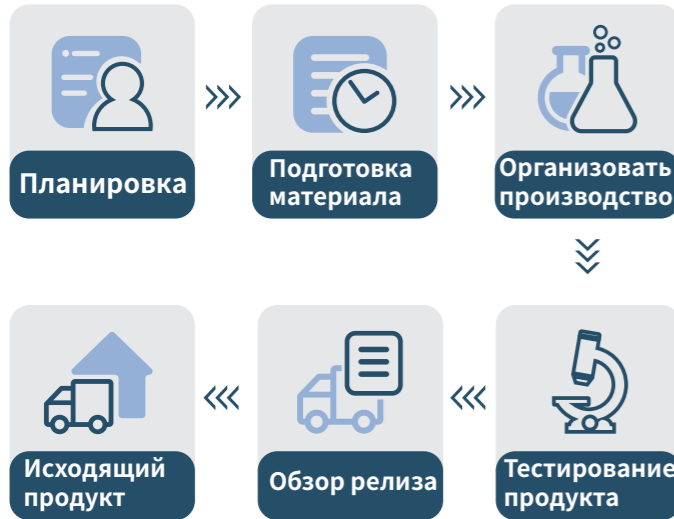 Планировка
Подготовка
материала
Организовать
производство
Тестирование
продукта
Обзор релиза
Исходящий
продукт